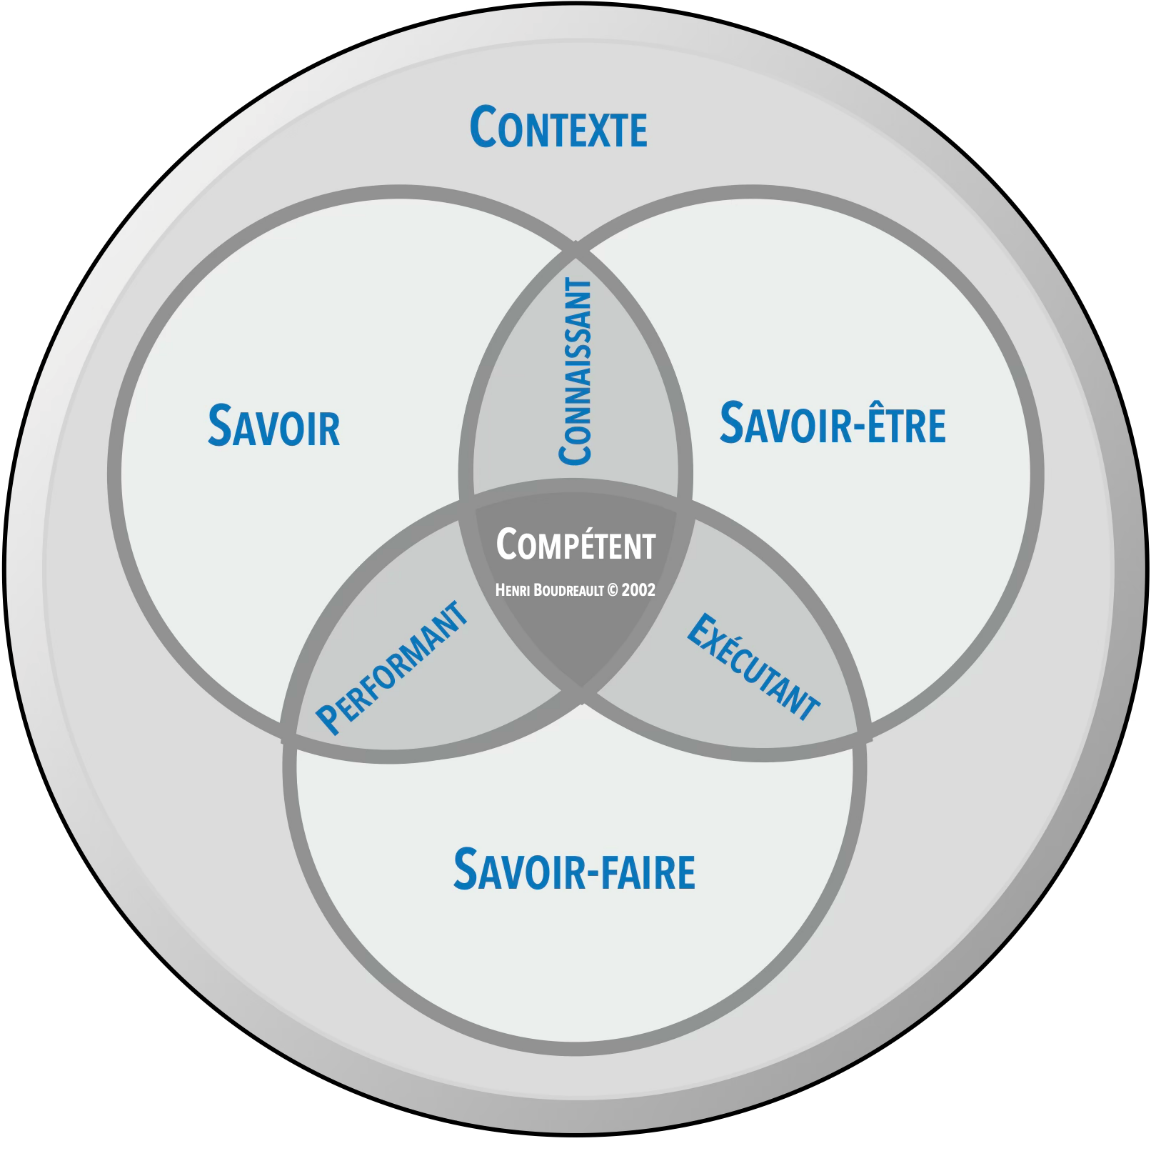 Contexte
Connaissant
Savoir
Savoir-être
Compétent
Henri Boudreault © 2002
Performant
Exécutant
Savoir-faire